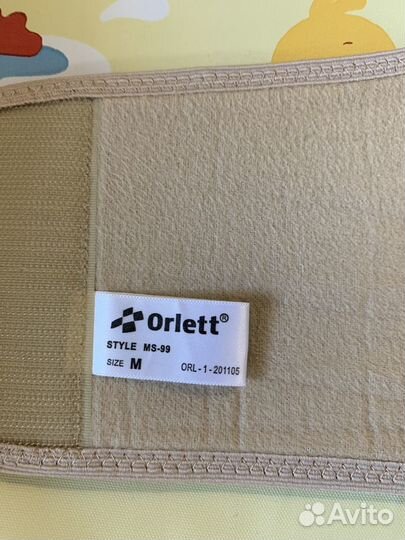 Orlett®
STYLE MS-99
SIZE M ORL-1-201105
Avito